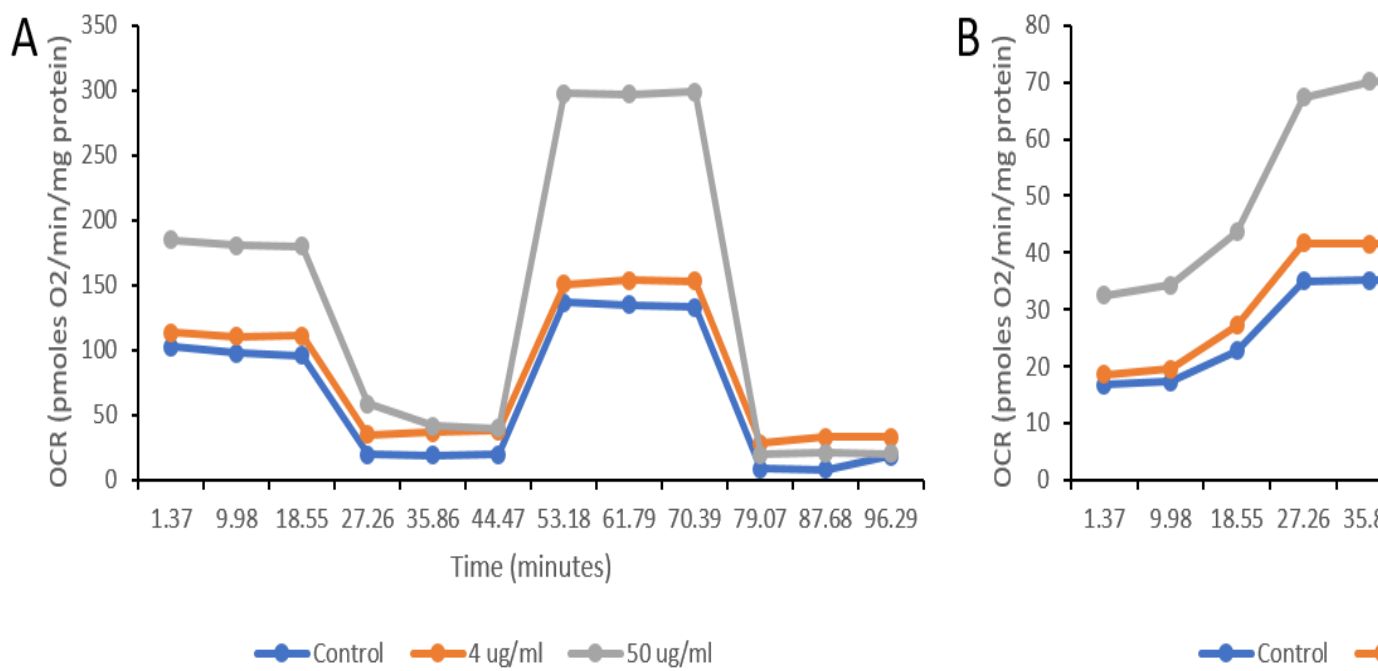 A
OCR (pmoles O2/min/mg protein)
350
300
250
200
150
100
50
0
1.37 9.98 18.55 27.26 35.86 44.47 53.18 61.79 70.39 79.07 87.68 96.29
Time (minutes)
Control 4 ug/ml 50 ug/ml
B
OCR (pmoles O2/min/mg protein)
80
70
60
50
40
30
20
10
0
1.37 9.98 18.55 27.26 35.8
Control